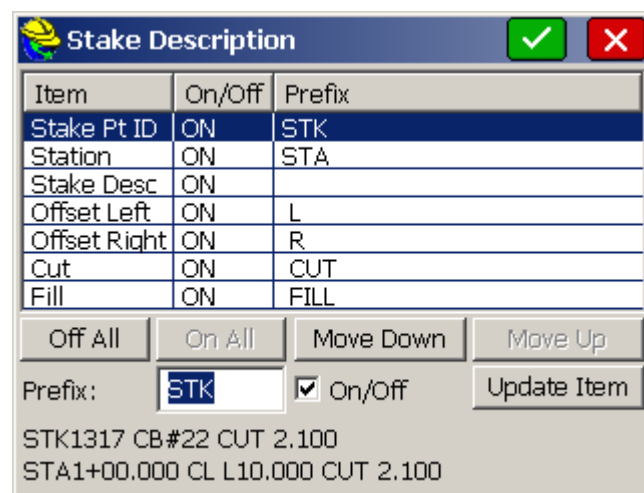 Stake Description
Item On/Off Prefix
Stake Pt ID ON STK
Station ON STA
Stake Desc ON
Offset Left ON L
Offset Right ON R
Cut ON CUT
Fill ON FILL
Off All On All Move Down Move Up
Prefix: STK On/Off Update Item
STK1317 CB#22 CUT 2.100
STA1+00.000 CL L10.000 CUT 2.100